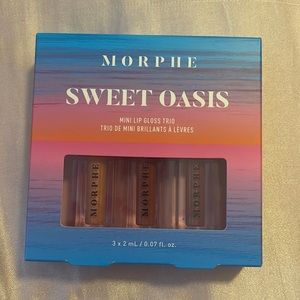 MORPHE
SWEET OASIS
MINI LIP GLOSS TRIO
TRIO DE MINI BRILLANTS À LÈVRES
MORPHE
MORPHE
MORPHE
3 x 2 mL / 0.07 fl. oz.